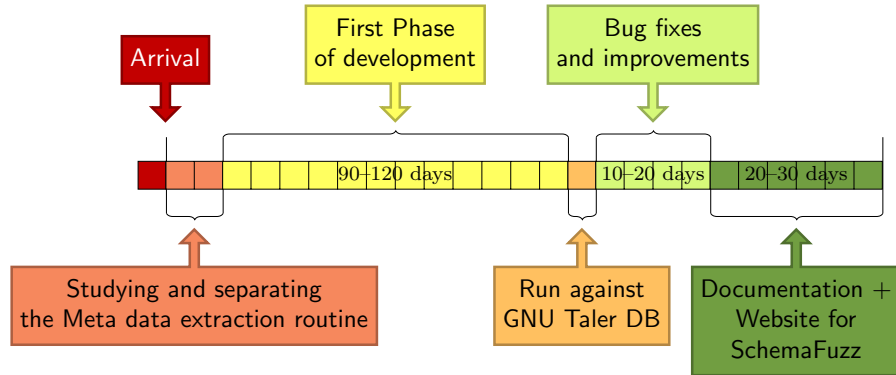 Arrival
First Phase
of development
Bug fixes
and improvements
90–120 days
10–20 days
20–30 days
Studying and separating
the Meta data extraction routine
Run against
GNU Taler DB
Documentation +
Website for
SchemaFuzz